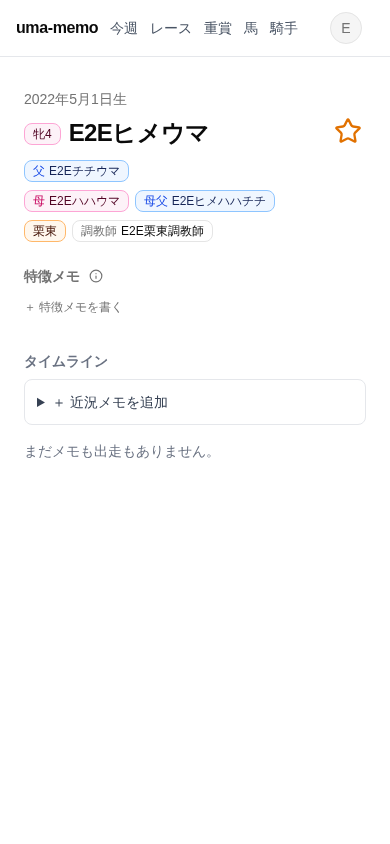 uma-memo 今週 レース 重賞 馬 騎手 E
2022年5月1日生
牝4 E2Eヒメウマ
父 E2Eチチウマ
母 E2Eハハウマ 母父 E2Eヒメハハチチ
栗東 調教師 E2E栗東調教師
特徴メモ
＋ 特徴メモを書く
タイムライン
＋ 近況メモを追加
まだメモも出走もありません。